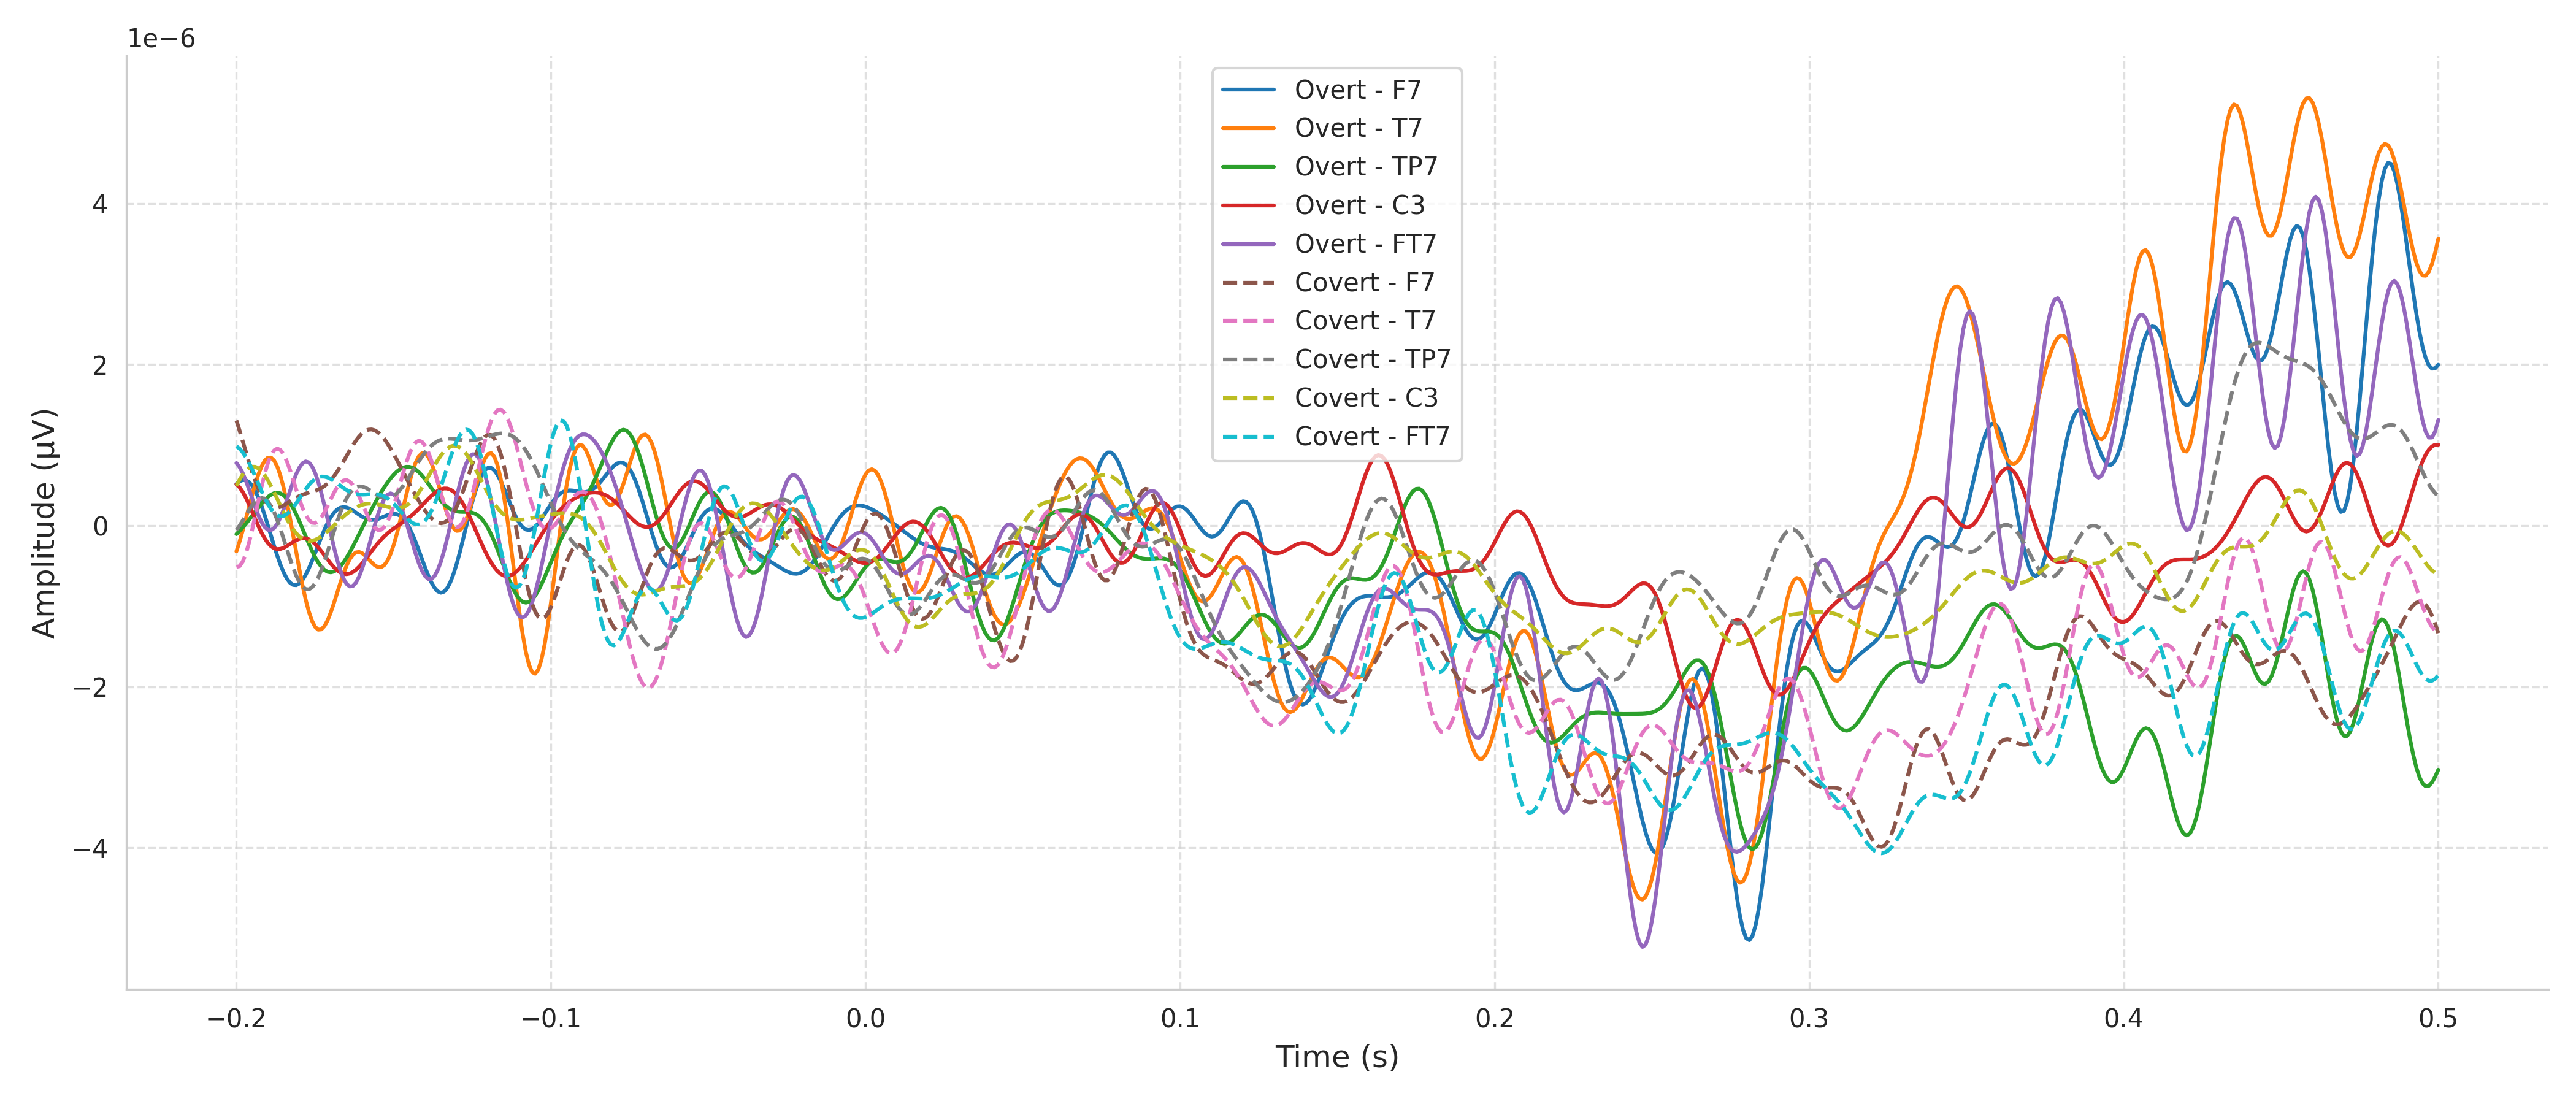 1e−6
Amplitude (μV)
4
2
0
−2
−4
Overt - F7
Overt - T7
Overt - TP7
Overt - C3
Overt - FT7
Covert - F7
Covert - T7
Covert - TP7
Covert - C3
Covert - FT7
−0.2
−0.1
0.0
0.1
0.2
0.3
0.4
0.5
Time (s)